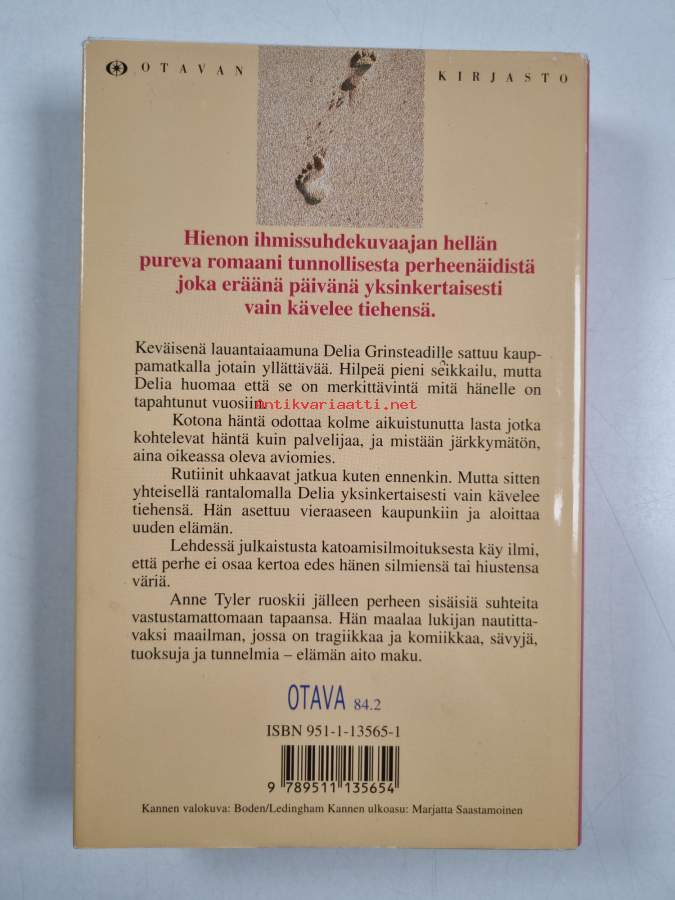 OTAVAN KIRJASTO
Hienon ihmissuhdekuvaajan hellän
pureva romaani tunnollisesta perheenäidistä
joka eräänä päivänä yksinkertaisesti
vain kävelee tiehensä.
Keväisenä lauantaiaamuna Delia Grinsteadille sattuu kaup-
pamatkalla jotain yllättävää. Hilpeä pieni seikkailu, mutta
Delia huomaa että se on merkittävintä mitä hänelle on
tapahtunut vuosiin.
Antikvariaatti.net
Kotona häntä odottaa kolme aikuistunutta lasta jotka
kohtelevat häntä kuin palvelijaa, ja mistään järkkymätön,
aina oikeassa oleva aviomies.
Rutiinit uhkaavat jatkua kuten ennenkin. Mutta sitten
yhteisellä rantalomalla Delia yksinkertaisesti vain kävelee
tiehensä. Hän asettuu vieraaseen kaupunkiin ja aloittaa
uuden elämän.
Lehdessä julkaistusta katoamisilmoituksesta käy ilmi,
että perhe ei osaa kertoa edes hänen silmiensä tai hiustensa
väriä.
Anne Tyler ruoskii jälleen perheen sisäisiä suhteita
vastustamattomaan tapaansa. Hän maalaa lukijan nautitta-
vaksi maailman, jossa on tragiikkaa ja komiikkaa, sävyjä,
tuoksuja ja tunnelmia – elämän aito maku.
OTAVA 84.2
ISBN 951-1-13565-1
9 789511 135654
Kannen valokuva: Boden/Ledingham Kannen ulkoasu: Marjatta Saastamoinen